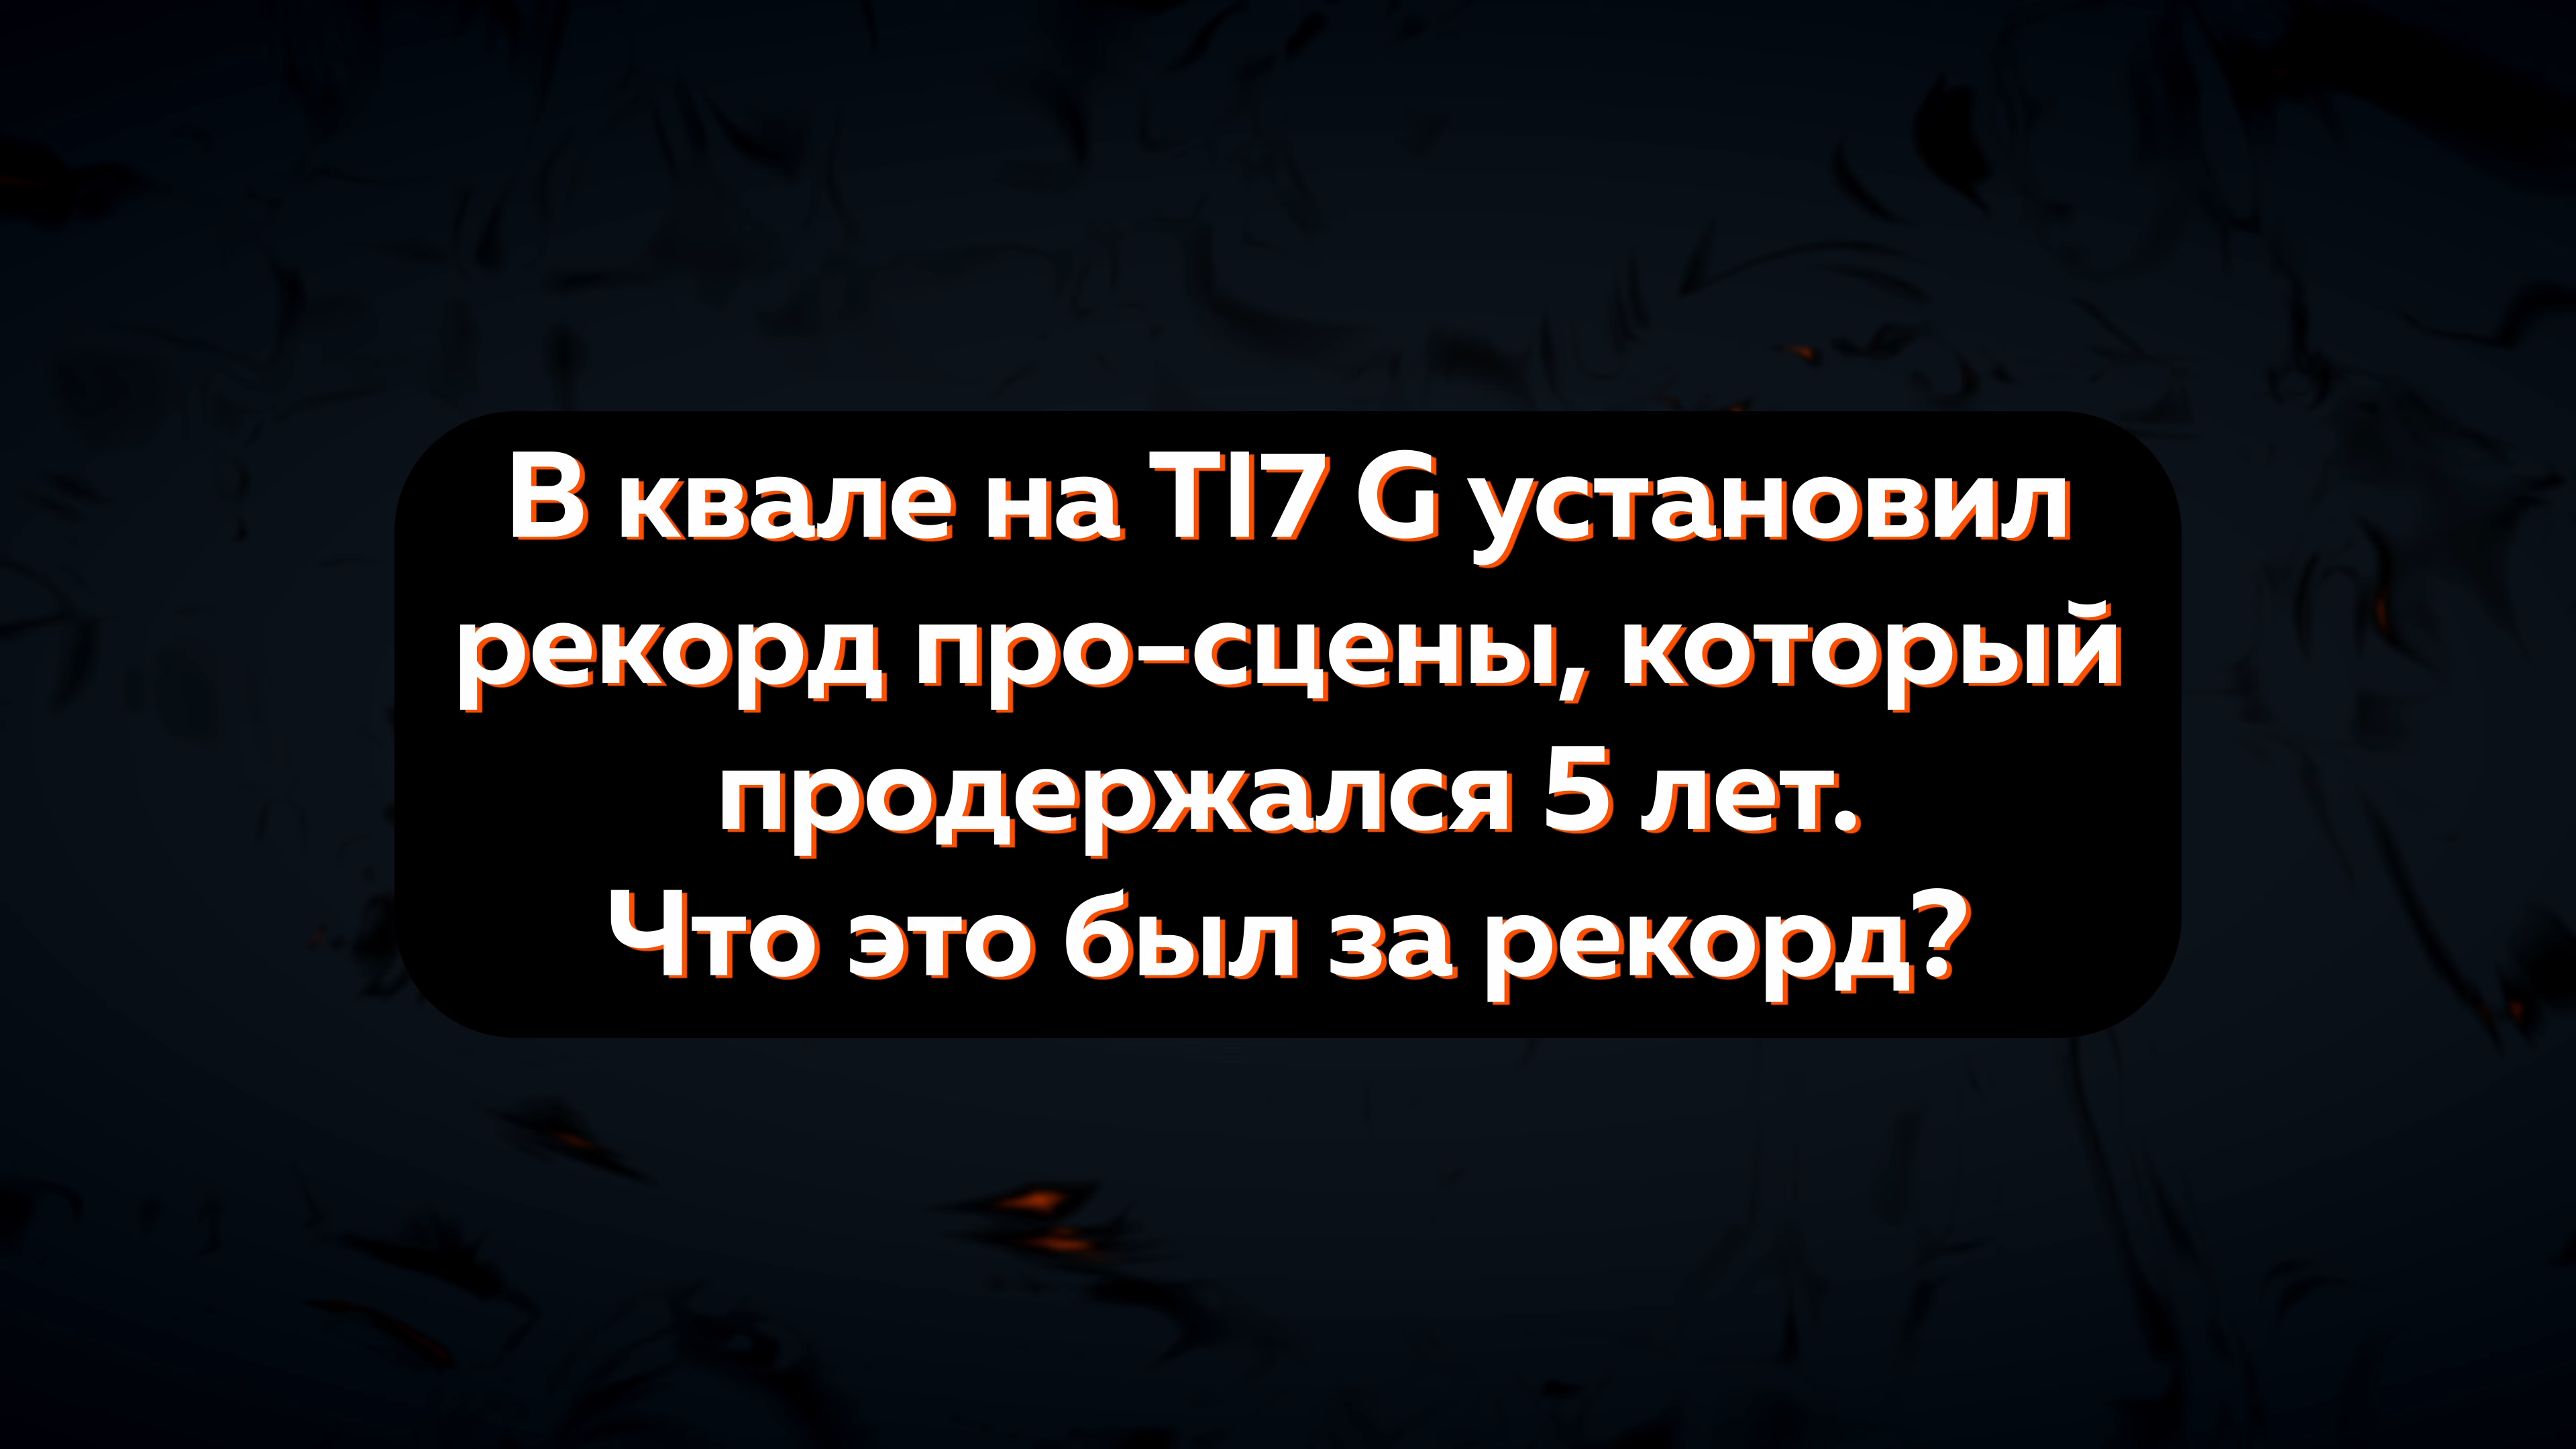 В квале на TI7 G установил
рекорд про-сцены, который
продержался 5 лет.
Что это был за рекорд?